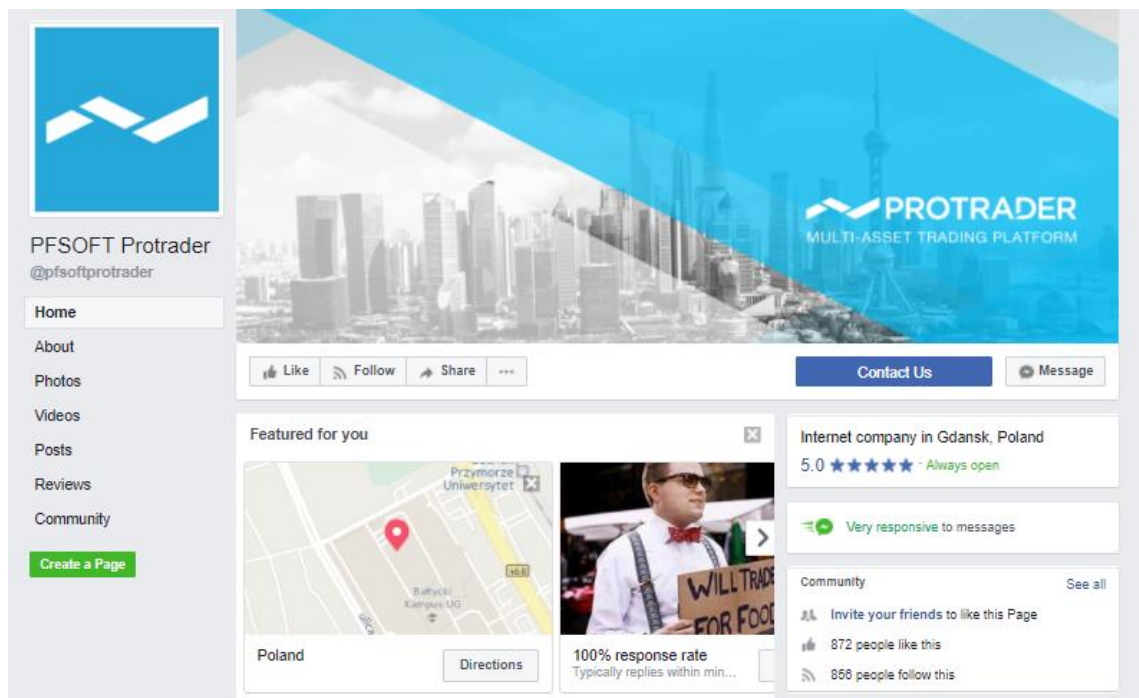 PROTRADER
MULTI-ASSET TRADING PLATFORM
PFSOFT Protrader
@pfsoftprotrader
Home
About
Photos
Videos
Posts
Reviews
Community
Create a Page
Like
Follow
Share
Contact Us
Message
Featured for you
Przymorze
Uniwersytet
468
Bałtycki
Kampus UG
ulica
Poland
Directions
WILL TRADE
FOR FOOD
100% response rate
Typically replies within min...
Internet company in Gdansk, Poland
5.0 ★★★★★ · Always open
Very responsive to messages
Community
See all
Invite your friends to like this Page
872 people like this
856 people follow this